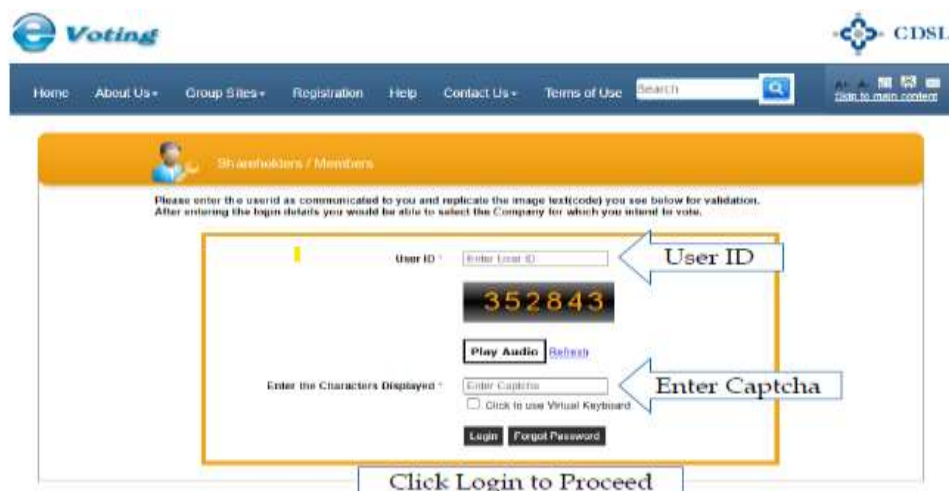 e Voting
CDSL
Home About Us Group Sites Registration Help Contact Us Terms of Use Search
A+ A-
Skip to main content
Shareholders / Members
Please enter the userid as communicated to you and replicate the image text(code) you see below for validation.
After entering the login details you would be able to select the Company for which you intend to vote.
User ID * Enter User ID User ID
352843
Play Audio Refresh
Enter the Characters Displayed * Enter Captcha Enter Captcha
Click to use Virtual Keyboard
Login Forgot Password
Click Login to Proceed